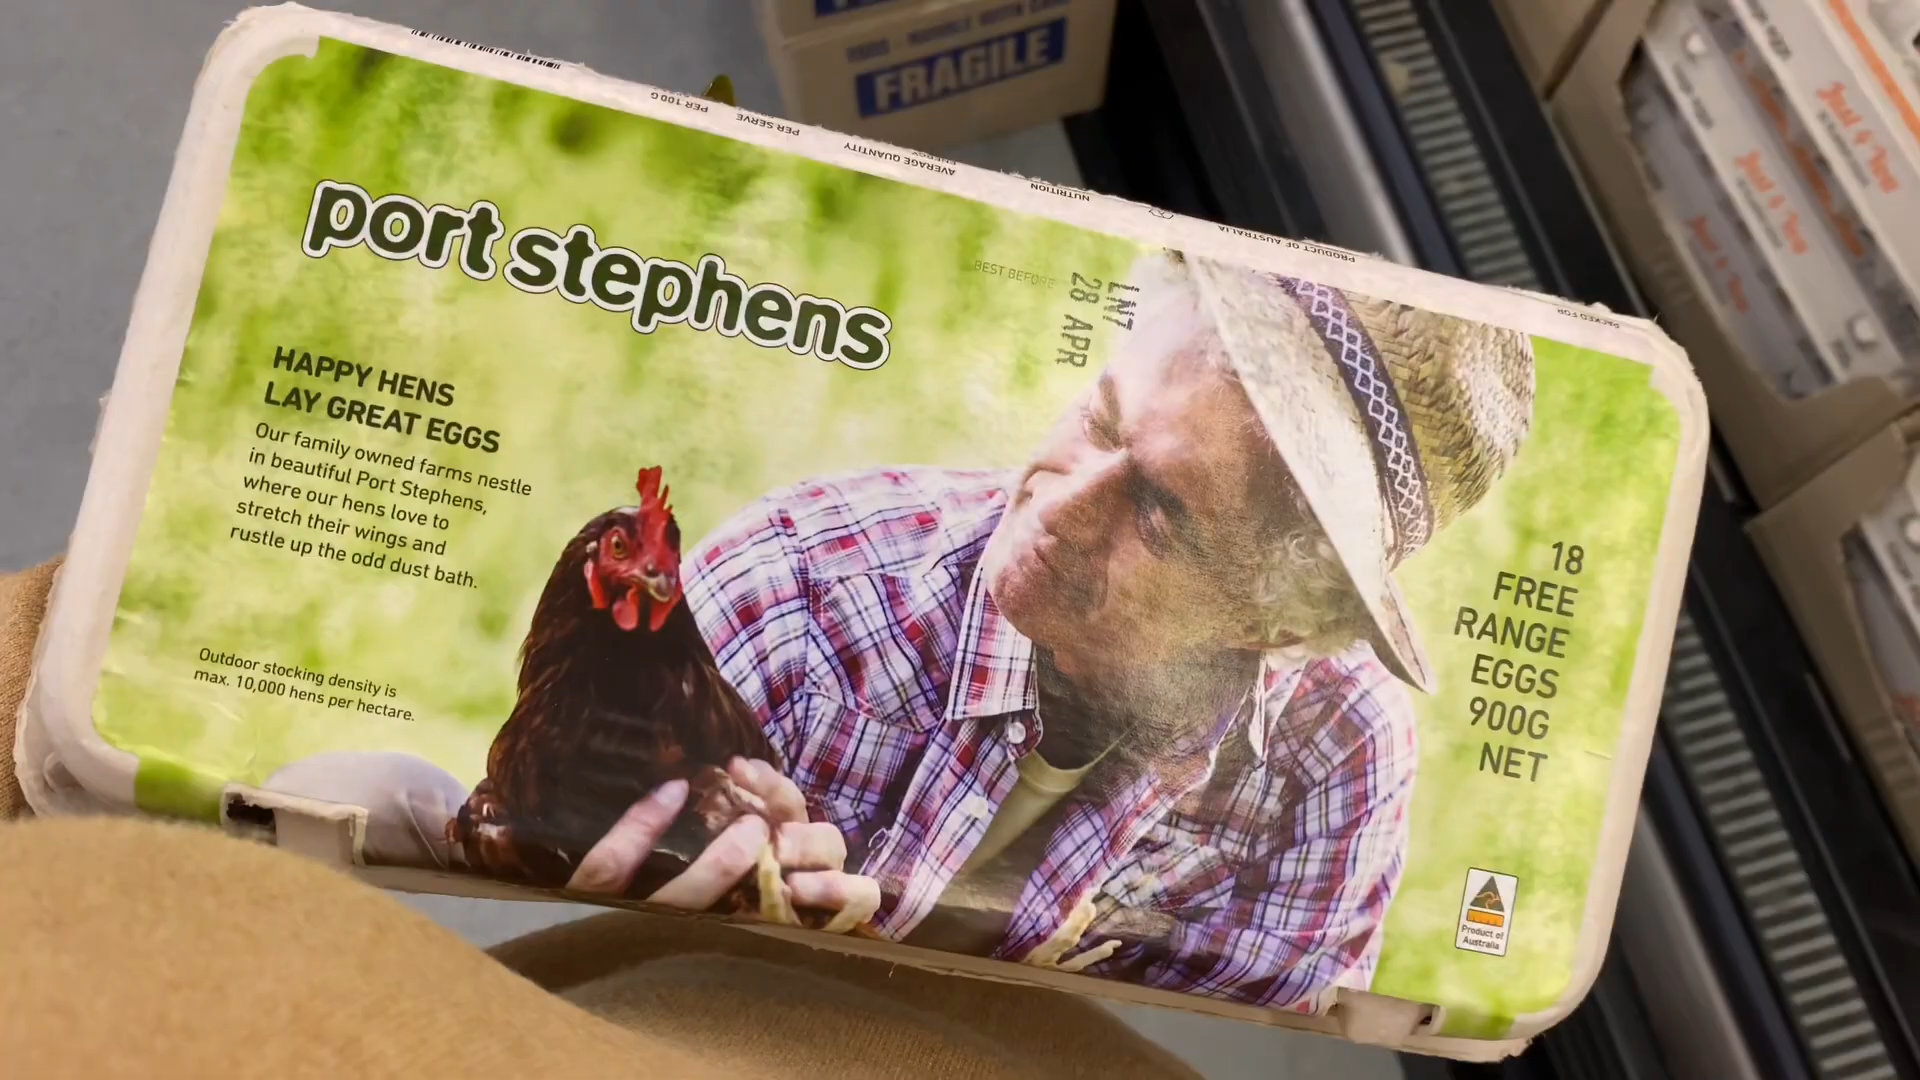 FRAGILE
PER 100G
PER SERVE
AVERAGE QUANTITY
ENERGY
NUTRITION
PRODUCT OF AUSTRALIA
PACKED FOR
port stephens
BEST BEFORE
LNT
28 APR
HAPPY HENS
LAY GREAT EGGS
Our family owned farms nestle
in beautiful Port Stephens,
where our hens love to
stretch their wings and
rustle up the odd dust bath.
Outdoor stocking density is
max. 10,000 hens per hectare.
18
FREE
RANGE
EGGS
900G
NET
Product of
Australia